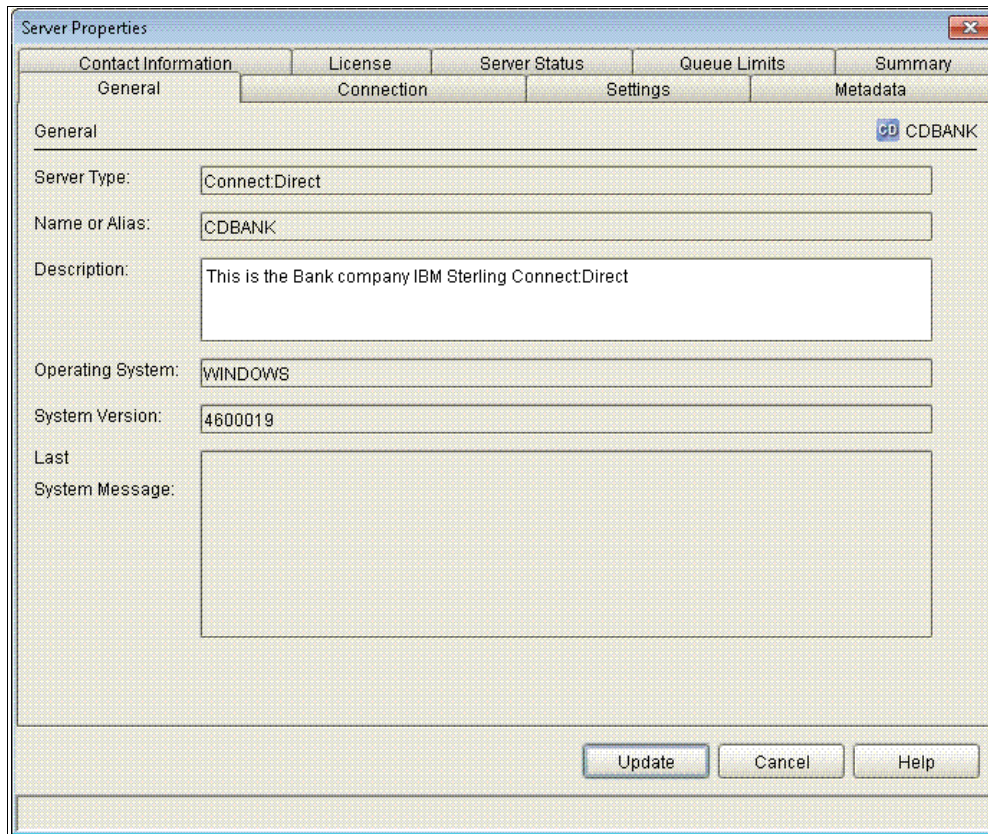 Server Properties
Contact Information License Server Status Queue Limits Summary
General Connection Settings Metadata
General CD CDBANK
Server Type: Connect:Direct
Name or Alias: CDBANK
Description: This is the Bank company IBM Sterling Connect:Direct
Operating System: WINDOWS
System Version: 4600019
Last
System Message:
Update Cancel Help